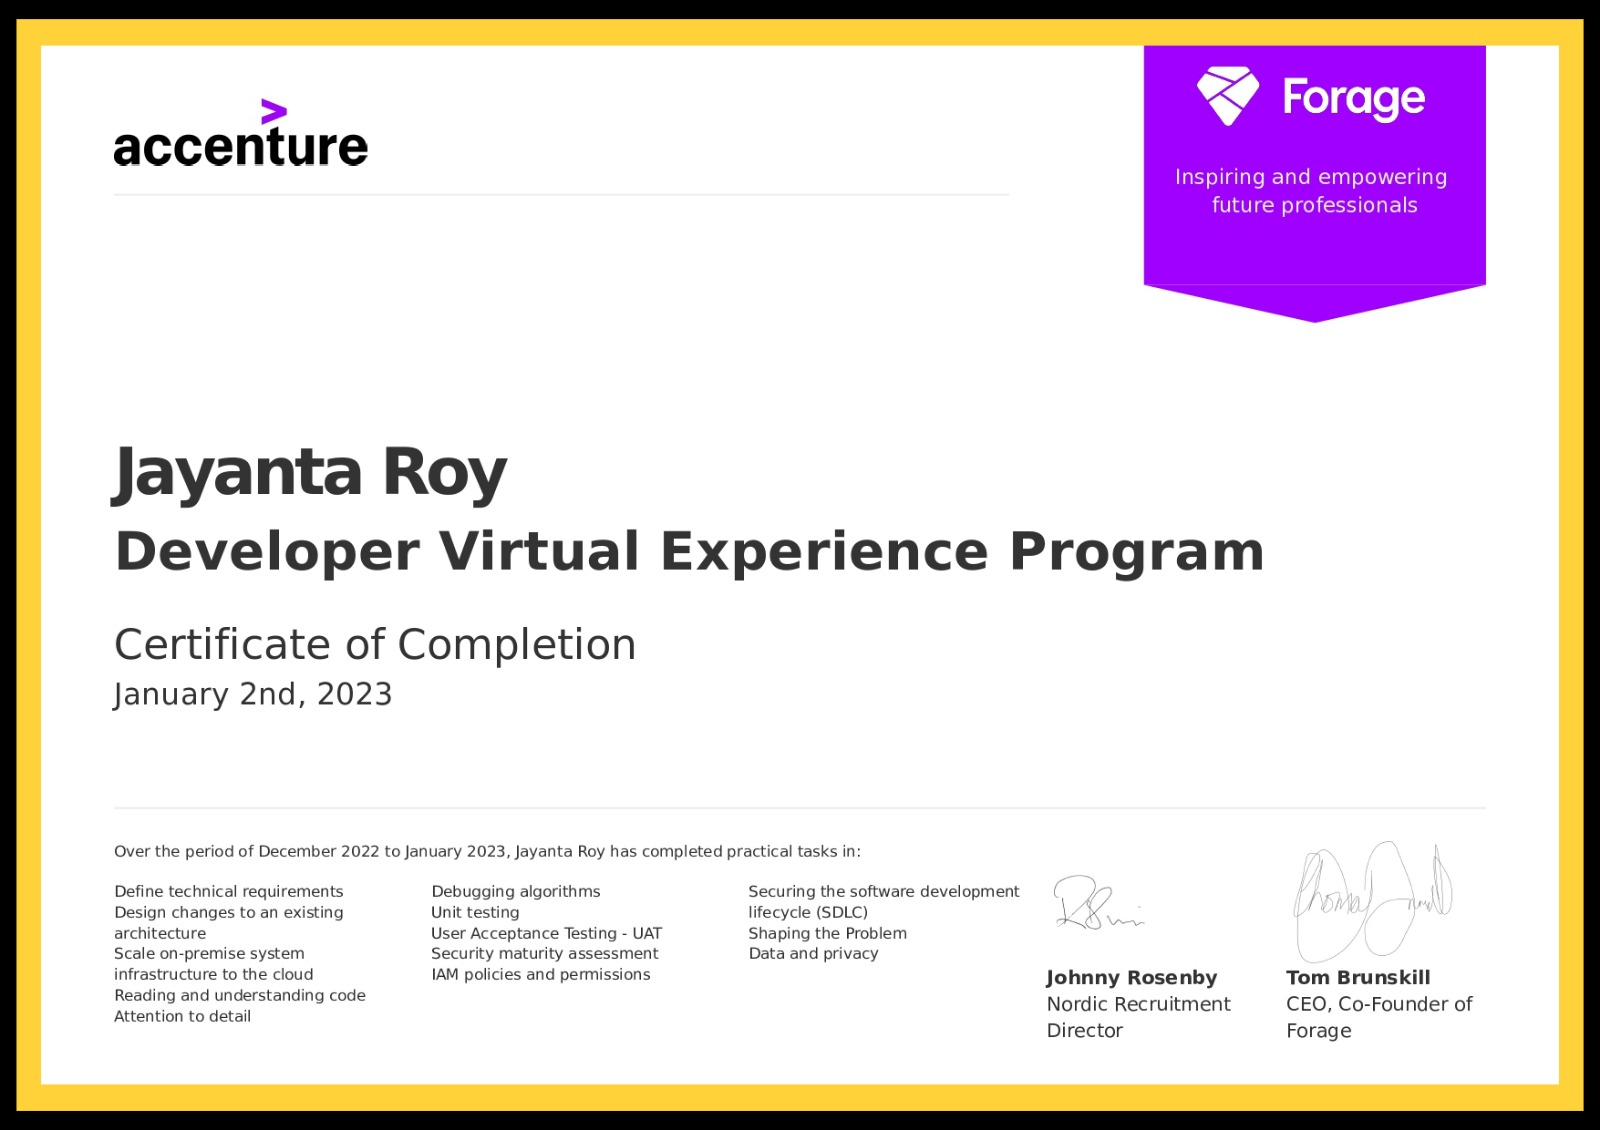 accenture
>
Forage
Inspiring and empowering
future professionals
Jayanta Roy
Developer Virtual Experience Program
Certificate of Completion
January 2nd, 2023
Over the period of December 2022 to January 2023, Jayanta Roy has completed practical tasks in:
Define technical requirements
Design changes to an existing
architecture
Scale on-premise system
infrastructure to the cloud
Reading and understanding code
Attention to detail
Debugging algorithms
Unit testing
User Acceptance Testing - UAT
Security maturity assessment
IAM policies and permissions
Securing the software development
lifecycle (SDLC)
Shaping the Problem
Data and privacy
Johnny Rosenby
Nordic Recruitment
Director
Tom Brunskill
CEO, Co-Founder of
Forage